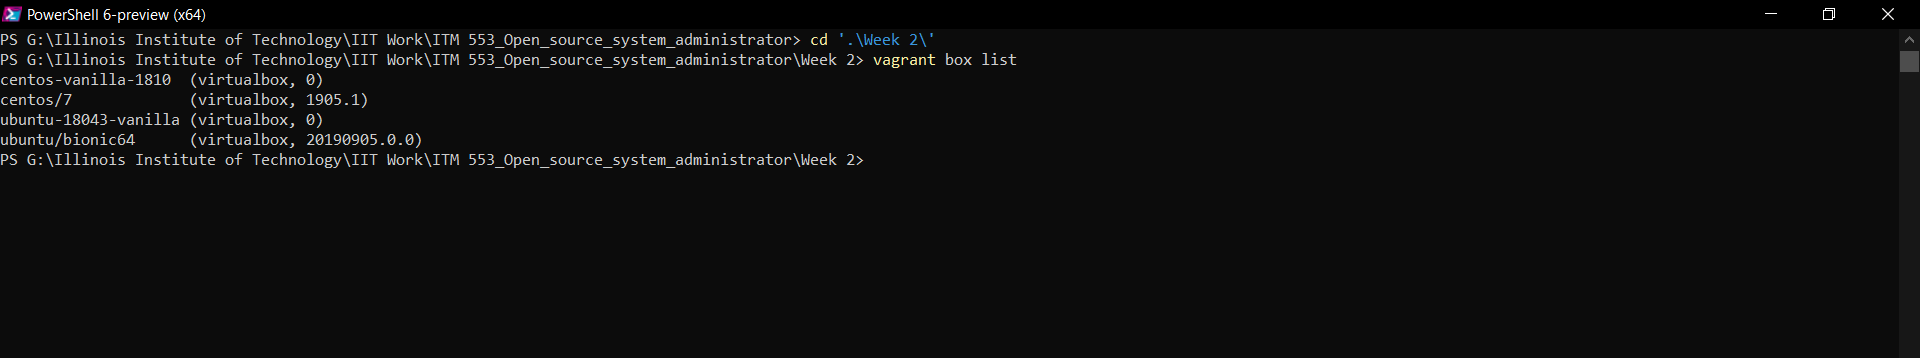 PowerShell 6-preview (x64)
PS G:\Illinois Institute of Technology\IIT Work\ITM 553_Open_source_system_administrator> cd '.\Week 2\'
PS G:\Illinois Institute of Technology\IIT Work\ITM 553_Open_source_system_administrator\Week 2> vagrant box list
centos-vanilla-1810  (virtualbox, 0)
centos/7             (virtualbox, 1905.1)
ubuntu-18043-vanilla (virtualbox, 0)
ubuntu/bionic64      (virtualbox, 20190905.0.0)
PS G:\Illinois Institute of Technology\IIT Work\ITM 553_Open_source_system_administrator\Week 2>